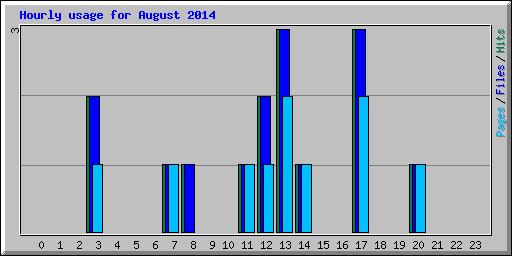 Hourly usage for August 2014
3
Pages / Files / Hits
0 1 2 3 4 5 6 7 8 9 10 11 12 13 14 15 16 17 18 19 20 21 22 23